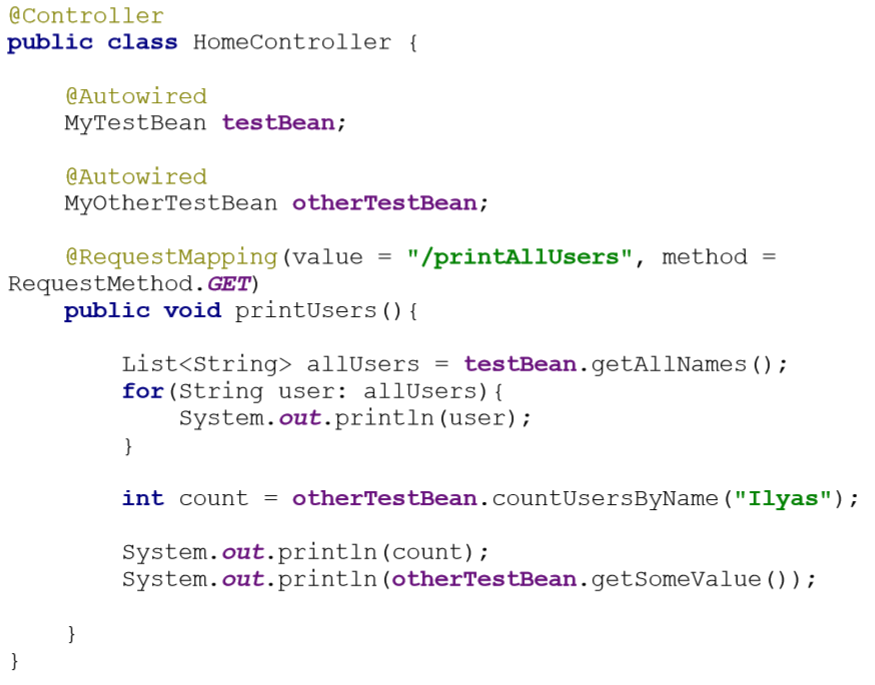 @Controller
public class HomeController {
@Autowired
MyTestBean testBean;
@Autowired
MyOtherTestBean otherTestBean;
@RequestMapping(value = "/printAllUsers", method =
RequestMethod.GET)
public void printUsers(){
List<String> allUsers = testBean.getAllNames();
for(String user: allUsers){
System.out.println(user);
}
int count = otherTestBean.countUsersByName("Ilyas");
System.out.println(count);
System.out.println(otherTestBean.getSomeValue());
}
}